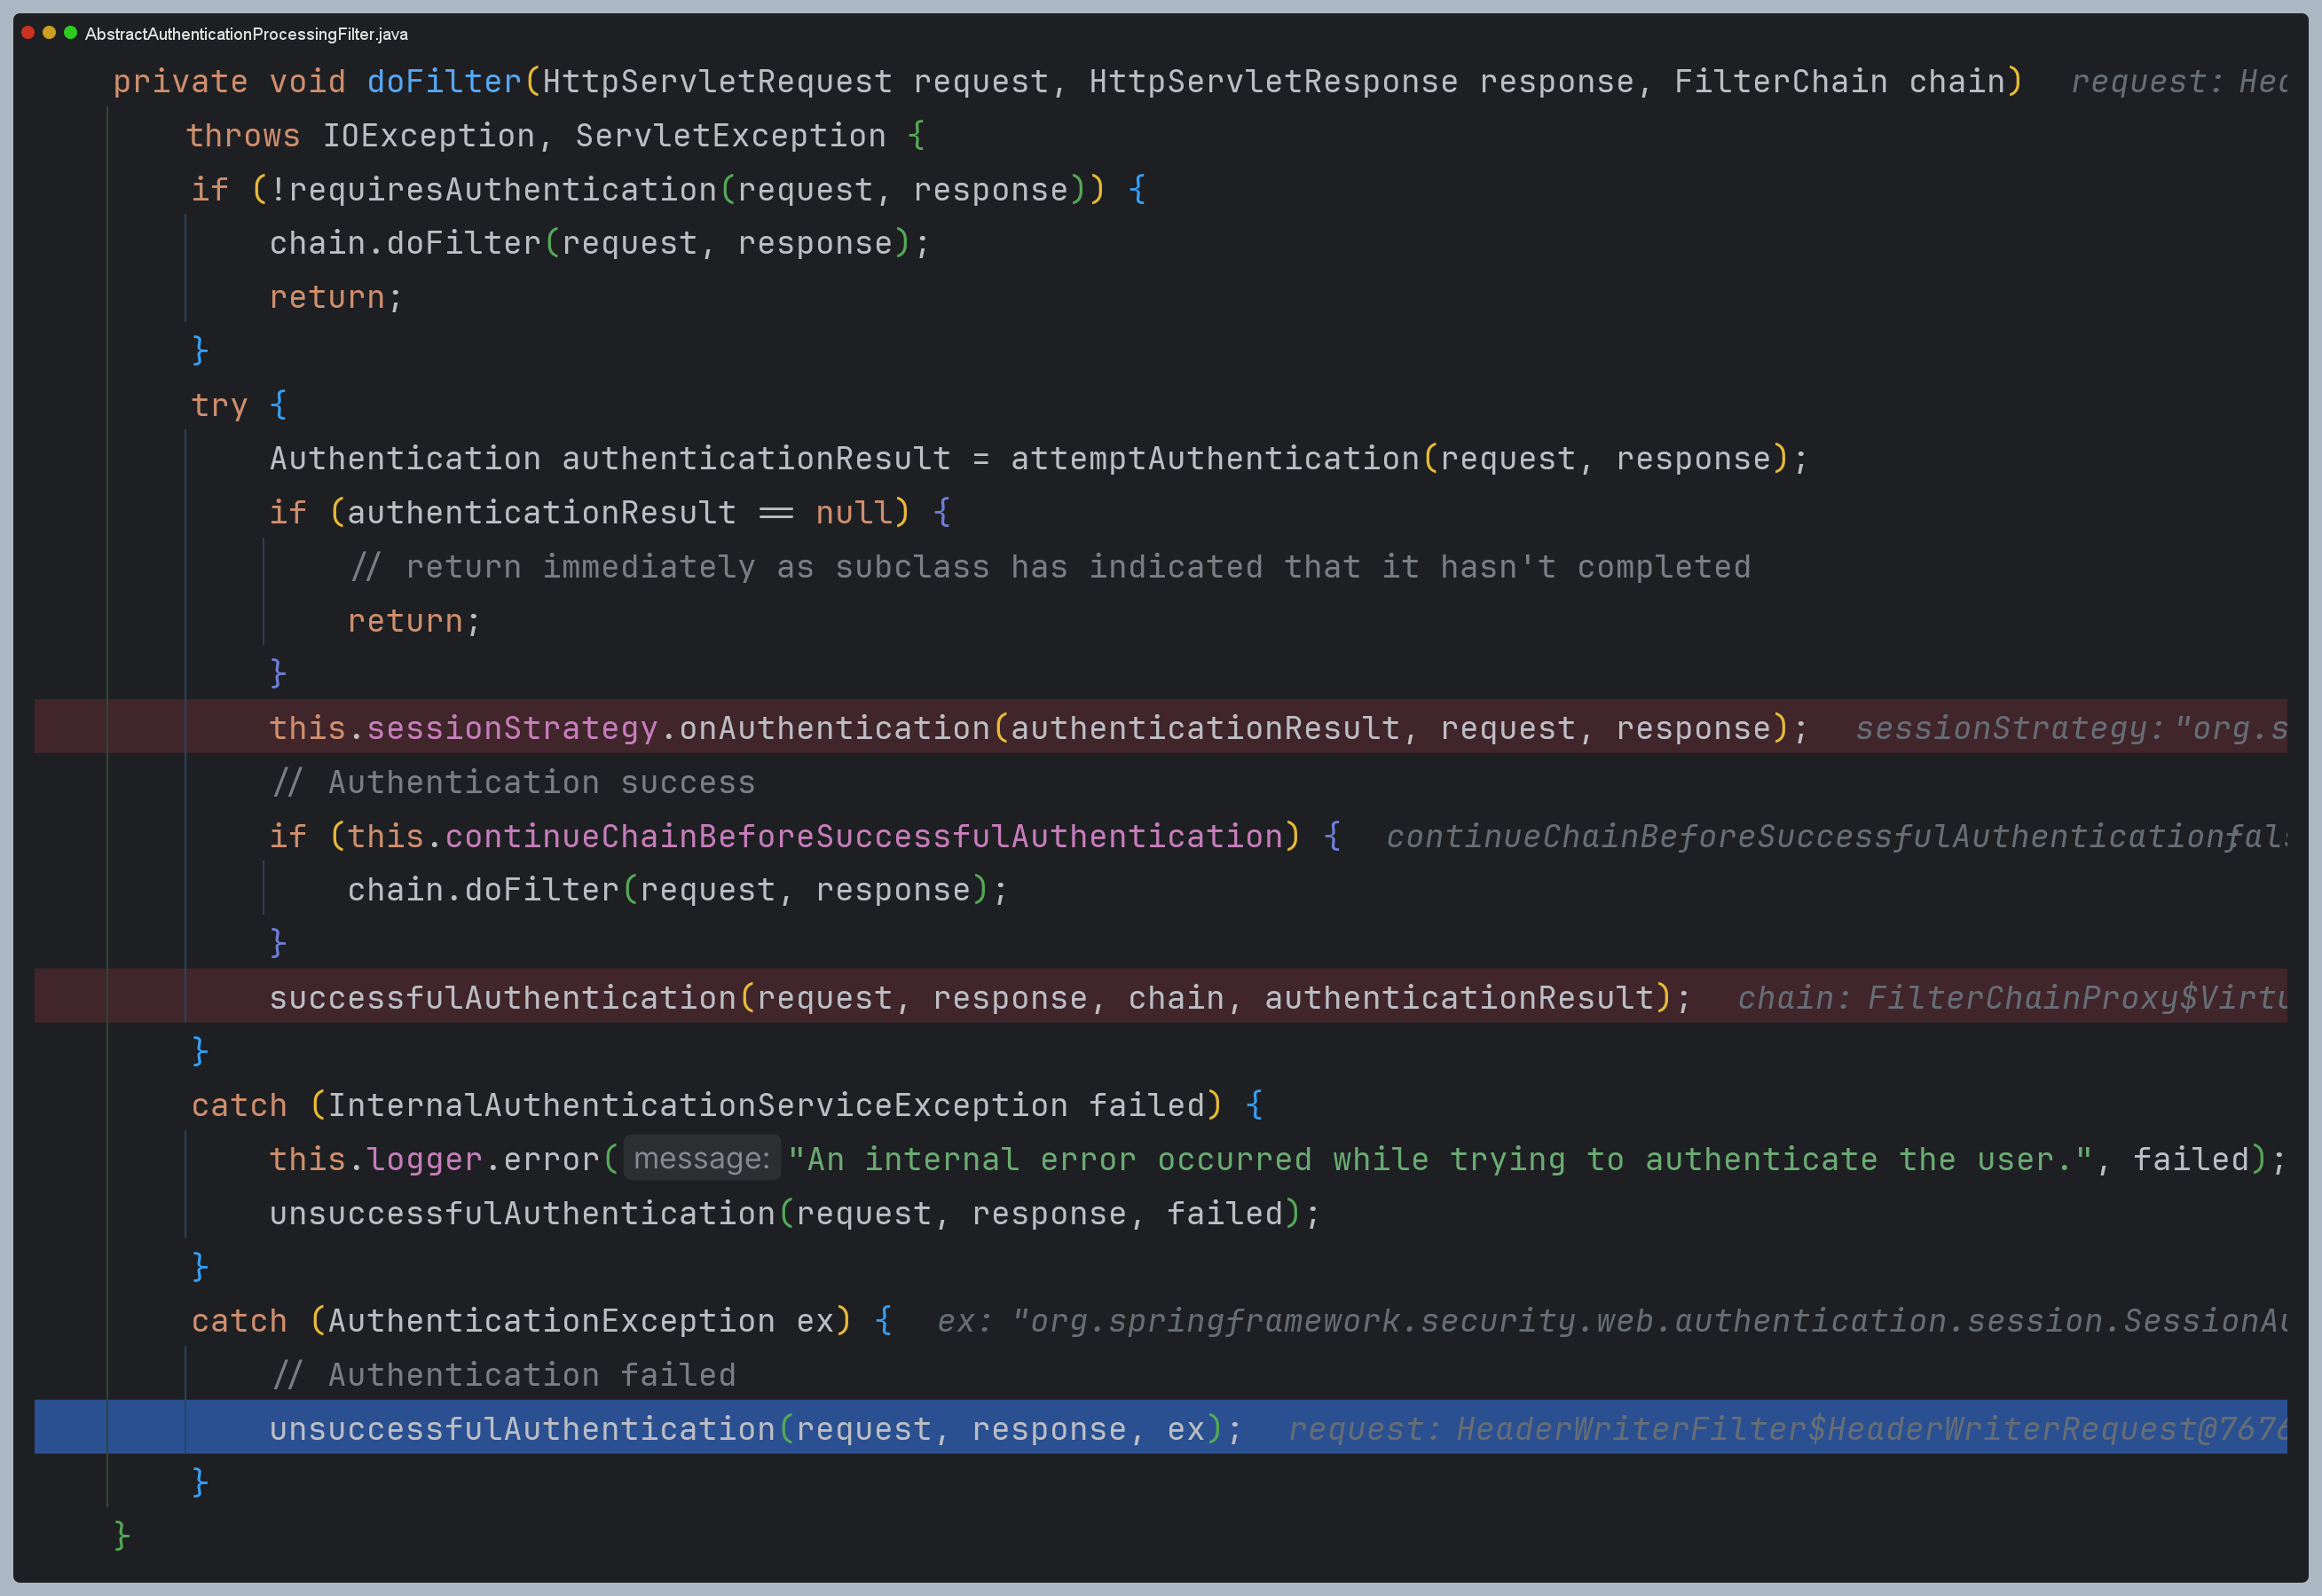 AbstractAuthenticationProcessingFilter.java
private void doFilter(HttpServletRequest request, HttpServletResponse response, FilterChain chain) request: Hea
throws IOException, ServletException {
if (!requiresAuthentication(request, response)) {
chain.doFilter(request, response);
return;
}
try {
Authentication authenticationResult = attemptAuthentication(request, response);
if (authenticationResult == null) {
// return immediately as subclass has indicated that it hasn't completed
return;
}
this.sessionStrategy.onAuthentication(authenticationResult, request, response); sessionStrategy: "org.s
// Authentication success
if (this.continueChainBeforeSuccessfulAuthentication) { continueChainBeforeSuccessfulAuthentication: fals
chain.doFilter(request, response);
}
successfulAuthentication(request, response, chain, authenticationResult); chain: FilterChainProxy$Virtu
}
catch (InternalAuthenticationServiceException failed) {
this.logger.error( message: "An internal error occurred while trying to authenticate the user.", failed);
unsuccessfulAuthentication(request, response, failed);
}
catch (AuthenticationException ex) { ex: "org.springframework.security.web.authentication.session.SessionAu
// Authentication failed
unsuccessfulAuthentication(request, response, ex); request: HeaderWriterFilter$HeaderWriterRequest@7676
}
}